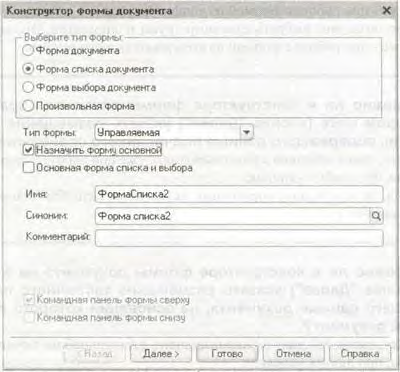 Конструктор формы документа
Выберите тип формы:
Форма документа
Форма списка документа
Форма выбора документа
Произвольная форма
Тип формы: Управляемая
Назначить форму основной
Основная форма списка и выбора
Имя: ФормаСписка2
Синоним: Форма списка2
Комментарий:
Командная панель формы сверху
Командная панель формы снизу
< Назад Далее > Готово Отмена Справка